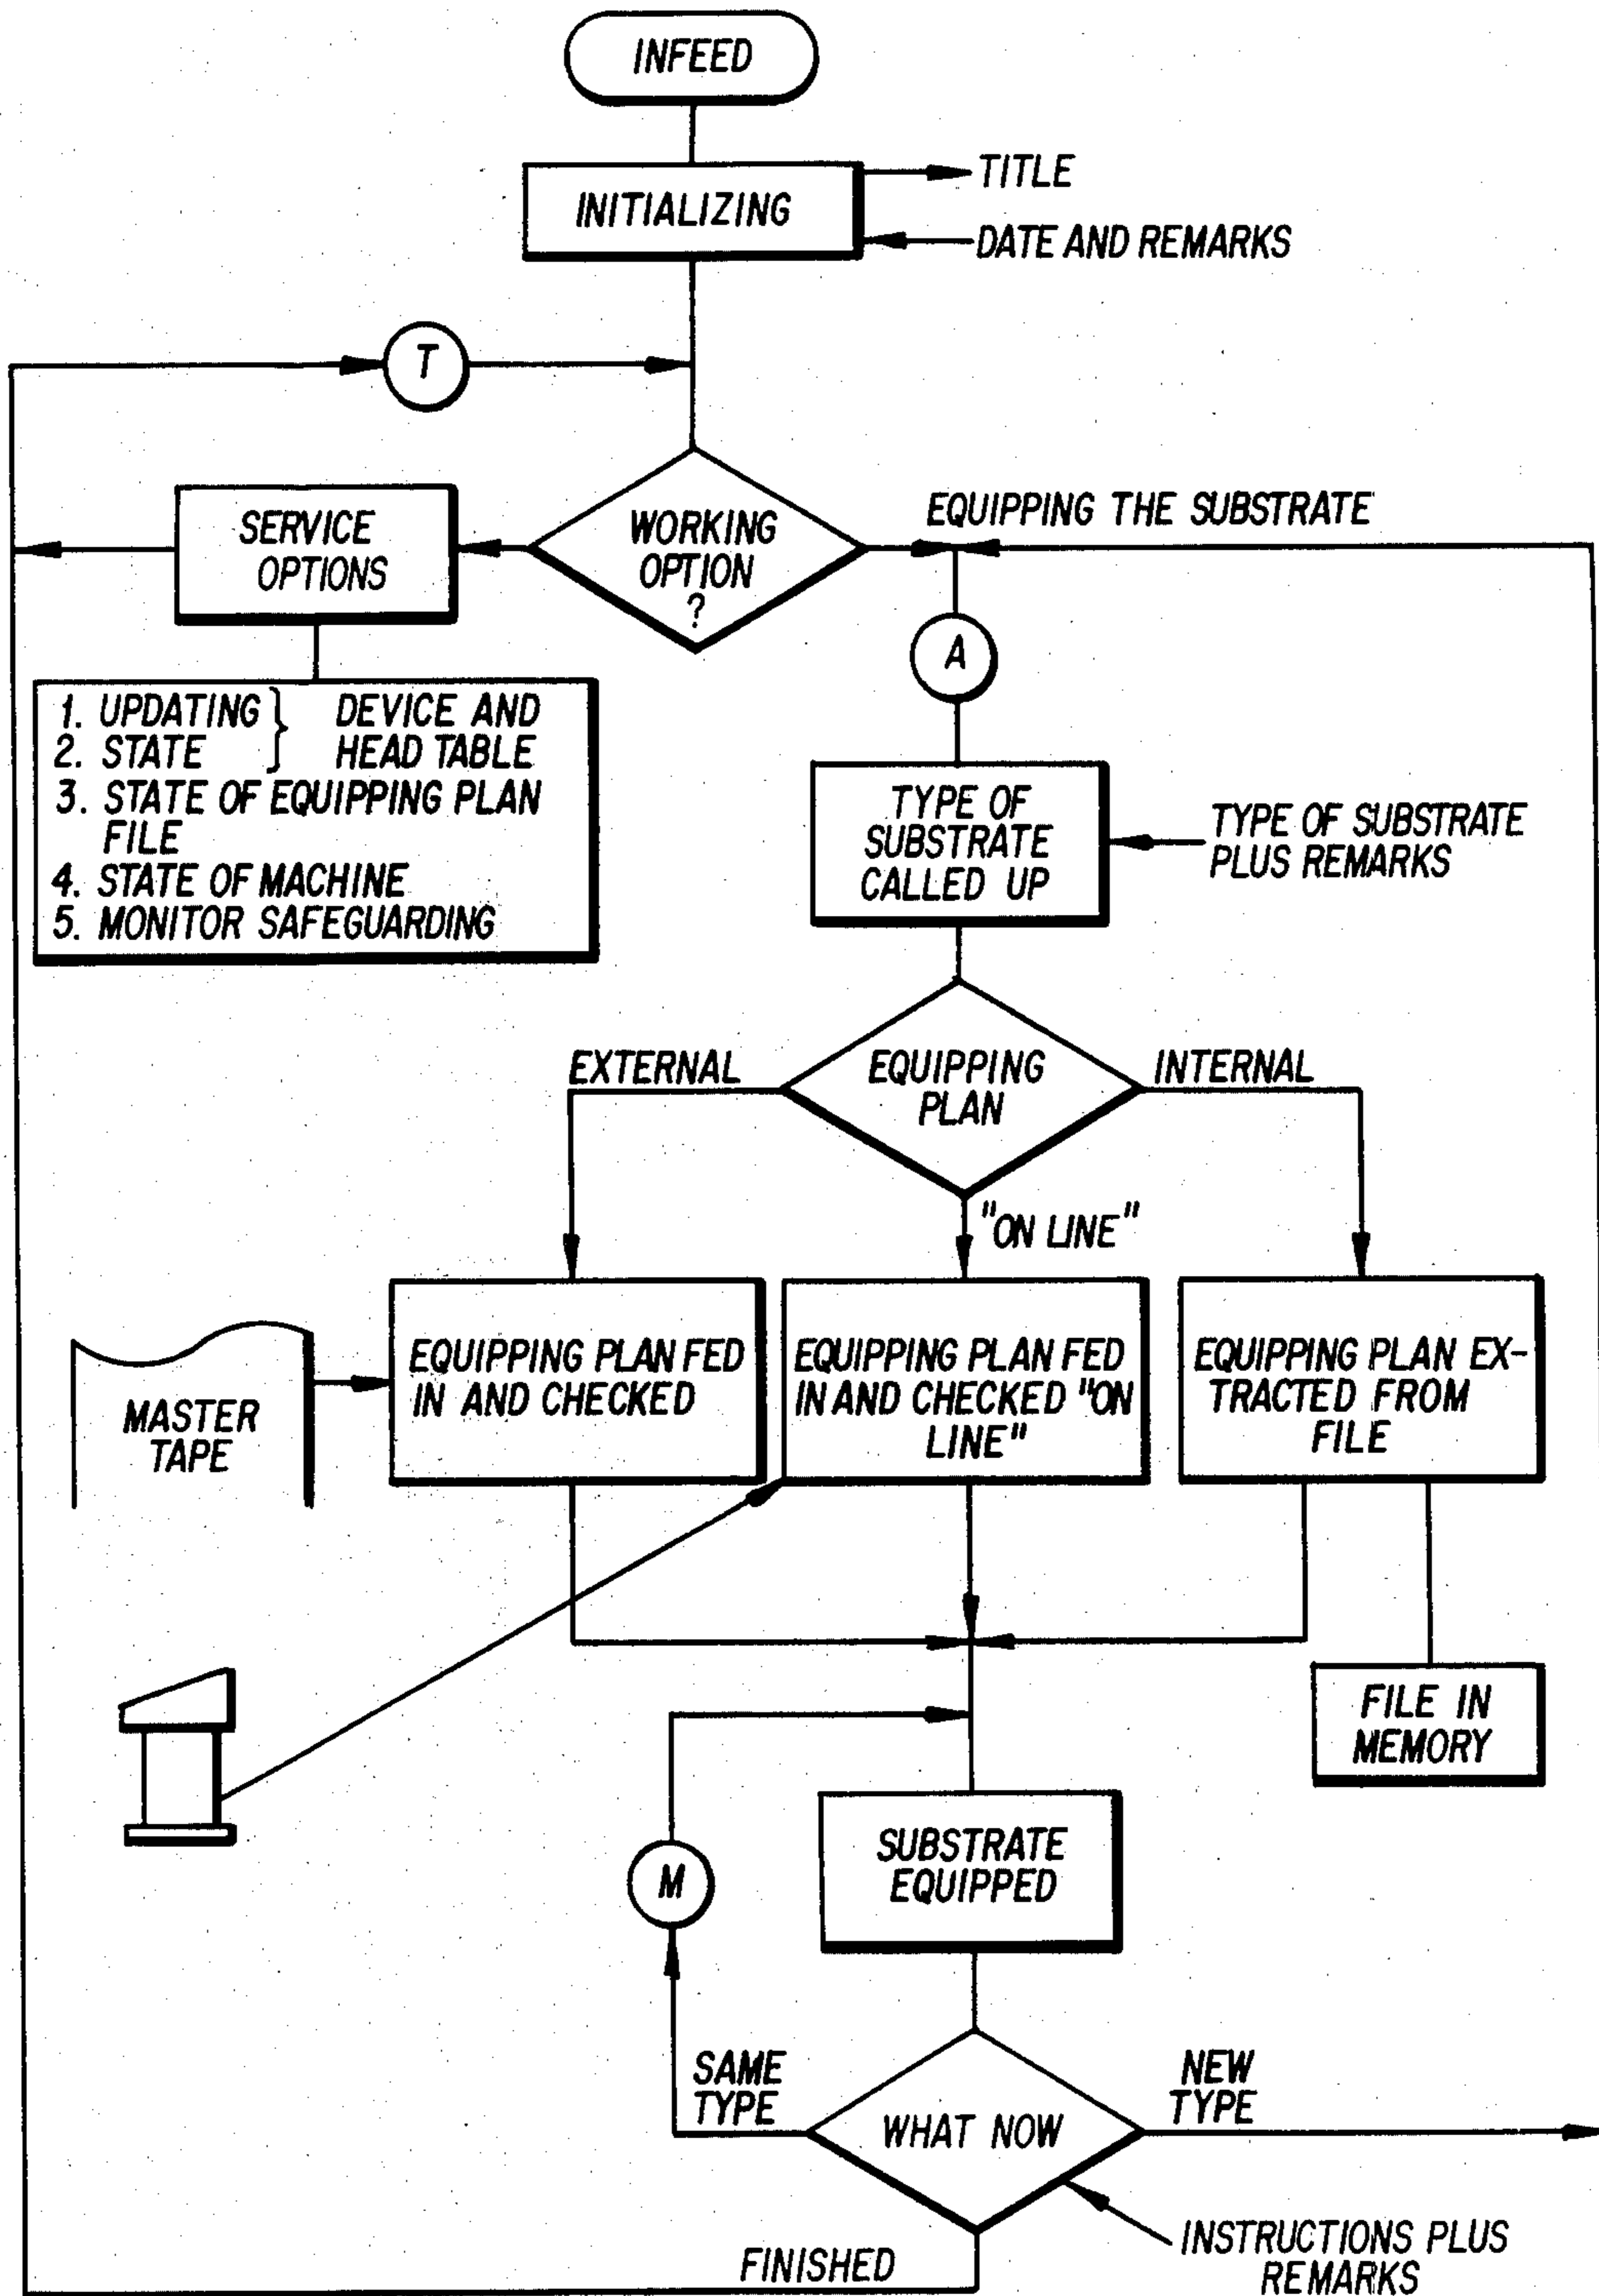 INFEED
INITIALIZING
TITLE
DATE AND REMARKS
T
SERVICE
OPTIONS
WORKING
OPTION
?
EQUIPPING THE SUBSTRATE
A
1. UPDATING } DEVICE AND
2. STATE } HEAD TABLE
3. STATE OF EQUIPPING PLAN
FILE
4. STATE OF MACHINE
5. MONITOR SAFEGUARDING
TYPE OF
SUBSTRATE
CALLED UP
TYPE OF SUBSTRATE
PLUS REMARKS
EXTERNAL
EQUIPPING
PLAN
INTERNAL
"ON LINE"
MASTER
TAPE
EQUIPPING PLAN FED
IN AND CHECKED
EQUIPPING PLAN FED
IN AND CHECKED "ON
LINE"
EQUIPPING PLAN EX-
TRACTED FROM
FILE
FILE IN
MEMORY
M
SUBSTRATE
EQUIPPED
SAME
TYPE
WHAT NOW
NEW
TYPE
FINISHED
INSTRUCTIONS PLUS
REMARKS